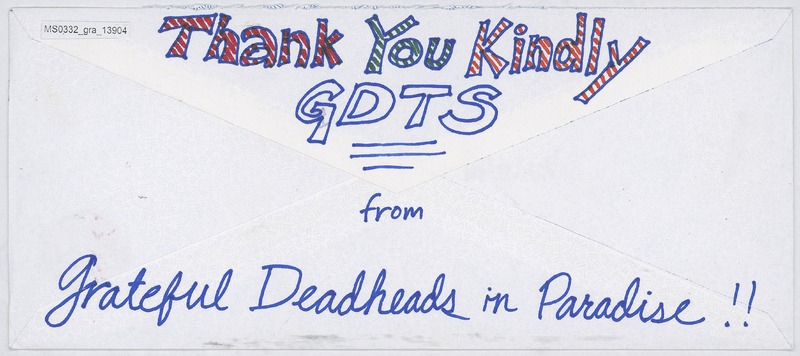 MS0332_gra_13904
Thank You Kindly
GDTS
from
Grateful Deadheads in Paradise !!